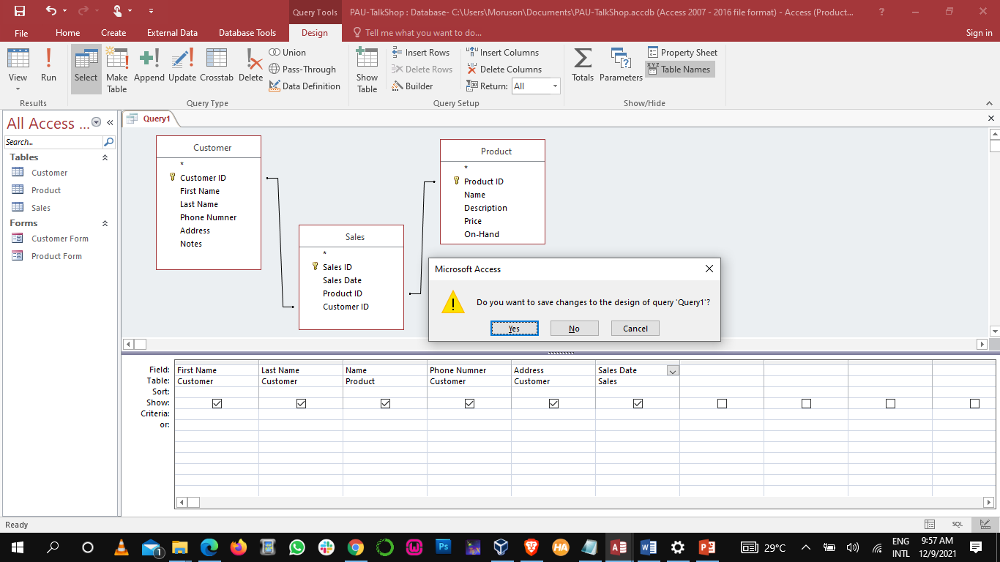 Query Tools
PAU-TalkShop : Database- C:\Users\Moruson\Documents\PAU-TalkShop.accdb (Access 2007 - 2016 file format) - Access (Product...
?
File Home Create External Data Database Tools Design Tell me what you want to do... Sign in
View
Run
Select
Make Table
Append
Update
Crosstab
Delete
Union
Pass-Through
Data Definition
Show Table
Insert Rows
Delete Rows
Builder
Insert Columns
Delete Columns
Return: All
Totals
Parameters
Property Sheet
XYZ Table Names
Results
Query Type
Query Setup
Show/Hide
All Access ...
Search...
Tables
Customer
Product
Sales
Forms
Customer Form
Product Form
Query1
Customer
*
Customer ID
First Name
Last Name
Phone Numner
Address
Notes
Sales
*
Sales ID
Sales Date
Product ID
Customer ID
Product
*
Product ID
Name
Description
Price
On-Hand
Microsoft Access
Do you want to save changes to the design of query 'Query1'?
Yes No Cancel
Field: First Name Last Name Name Phone Numner Address Sales Date
Table: Customer Customer Product Customer Customer Sales
Sort:
Show:
Criteria:
or:
Ready
SQL
1
Ps
HA
29°C
ENG
INTL
9:57 AM
12/9/2021